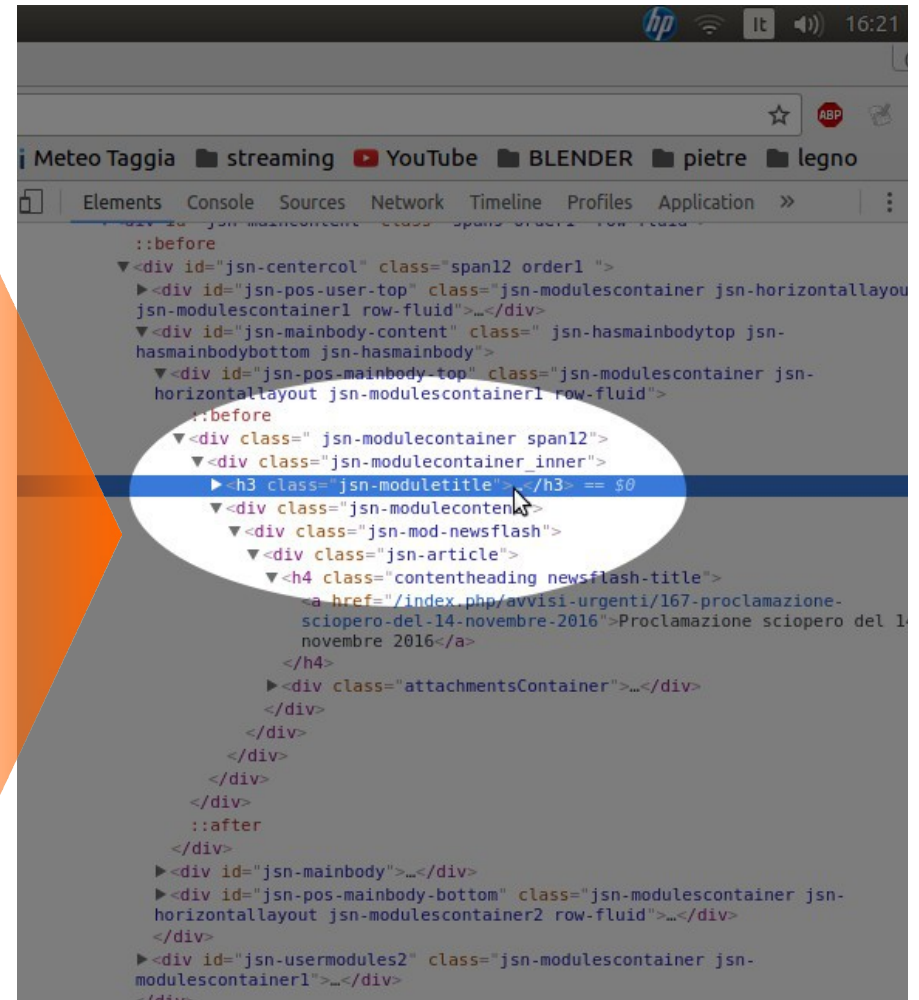 hp It 16:21
ABP
i Meteo Taggia streaming YouTube BLENDER pietre legno
Elements Console Sources Network Timeline Profiles Application »
::before
▼<div id="jsn-centercol" class="span12 order1 ">
▶<div id="jsn-pos-user-top" class="jsn-modulescontainer jsn-horizontallayou
jsn-modulescontainer1 row-fluid">…</div>
▼<div id="jsn-mainbody-content" class=" jsn-hasmainbodytop jsn-
hasmainbodybottom jsn-hasmainbody">
▼<div id="jsn-pos-mainbody-top" class="jsn-modulescontainer jsn-
horizontallayout jsn-modulescontainer1 row-fluid">
::before
▼<div class=" jsn-modulecontainer span12">
▼<div class="jsn-modulecontainer_inner">
▶<h3 class="jsn-moduletitle">…</h3> == $0
▼<div class="jsn-modulecontent">
▼<div class="jsn-mod-newsflash">
▼<div class="jsn-article">
▼<h4 class="contentheading newsflash-title">
<a href="/index.php/avvisi-urgenti/167-proclamazione-
sciopero-del-14-novembre-2016">Proclamazione sciopero del 14
novembre 2016</a>
</h4>
▶<div class="attachmentsContainer">…</div>
</div>
</div>
</div>
</div>
</div>
::after
</div>
▶<div id="jsn-mainbody">…</div>
▶<div id="jsn-pos-mainbody-bottom" class="jsn-modulescontainer jsn-
horizontallayout jsn-modulescontainer2 row-fluid">…</div>
</div>
▶<div id="jsn-usermodules2" class="jsn-modulescontainer jsn-
modulescontainer1">…</div>
</div>